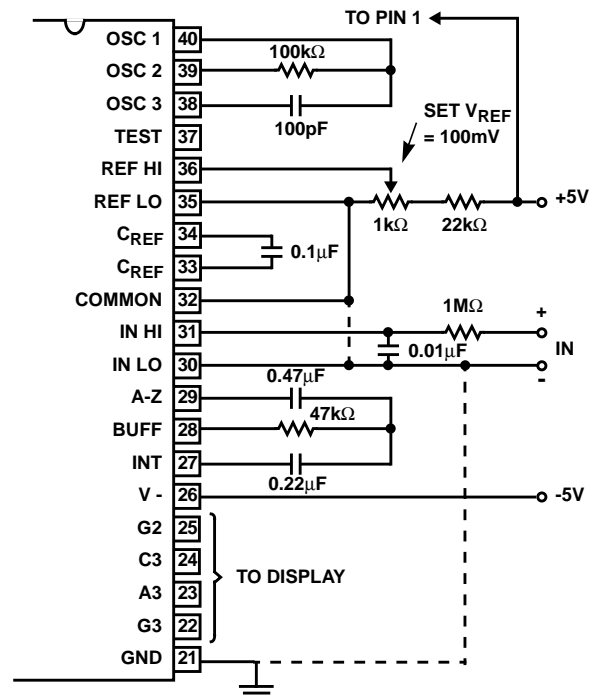 TO PIN 1
OSC 1 40
100kΩ
OSC 2 39
OSC 3 38
100pF
SET VREF
= 100mV
TEST 37
REF HI 36
REF LO 35
+5V
1kΩ 22kΩ
CREF 34
0.1µF
CREF 33
COMMON 32
1MΩ
+
IN HI 31
0.01µF
IN
IN LO 30
-
0.47µF
A-Z 29
47kΩ
BUFF 28
INT 27
0.22µF
V - 26
-5V
G2 25
C3 24
TO DISPLAY
A3 23
G3 22
GND 21